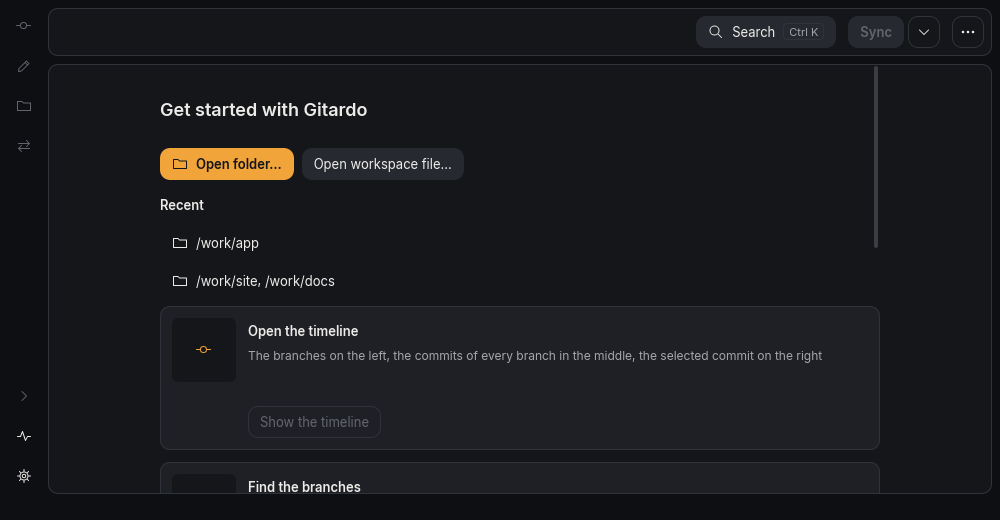 Search Ctrl K Sync
Get started with Gitardo
Open folder... Open workspace file...
Recent
/work/app
/work/site, /work/docs
Open the timeline
The branches on the left, the commits of every branch in the middle, the selected commit on the right
Show the timeline
Find the branches